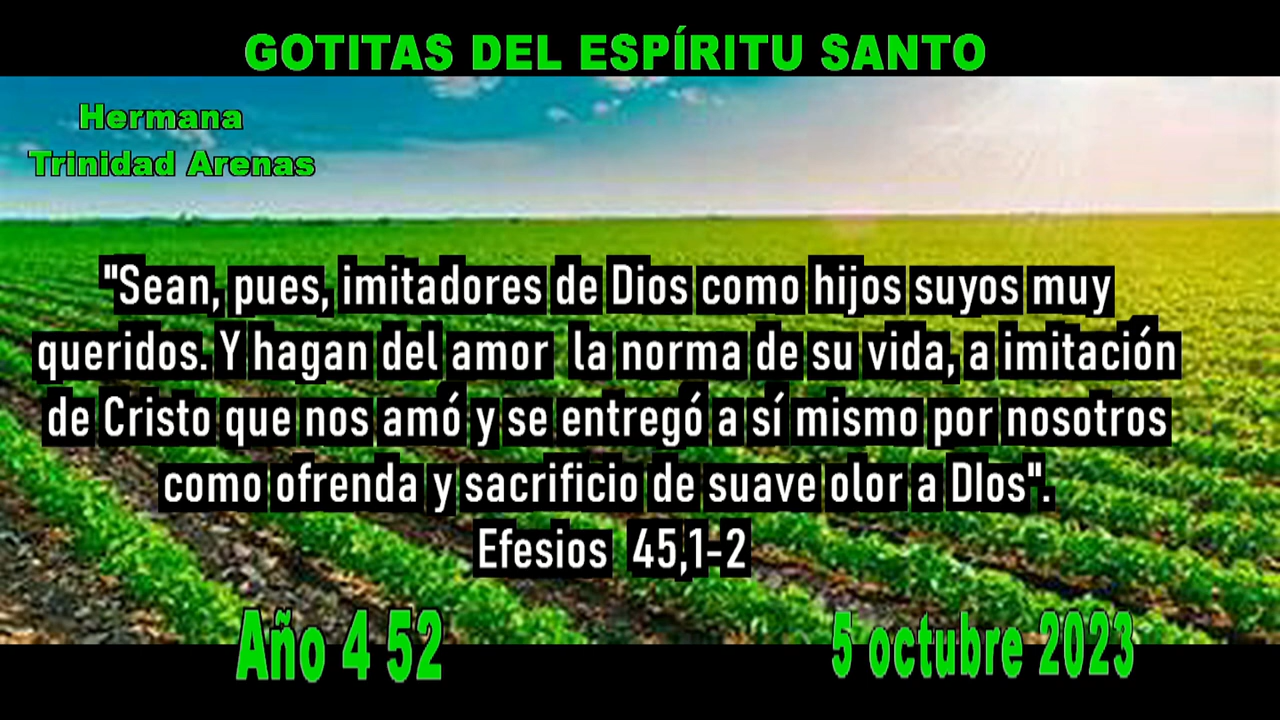 GOTITAS DEL ESPÍRITU SANTO
Hermana
Trinidad Arenas
"Sean, pues, imitadores de Dios como hijos suyos muy
queridos. Y hagan del amor la norma de su vida, a imitación
de Cristo que nos amó y se entregó a sí mismo por nosotros
como ofrenda y sacrificio de suave olor a DIos".
Efesios 45,1-2
Año 4 52
5 octubre 2023